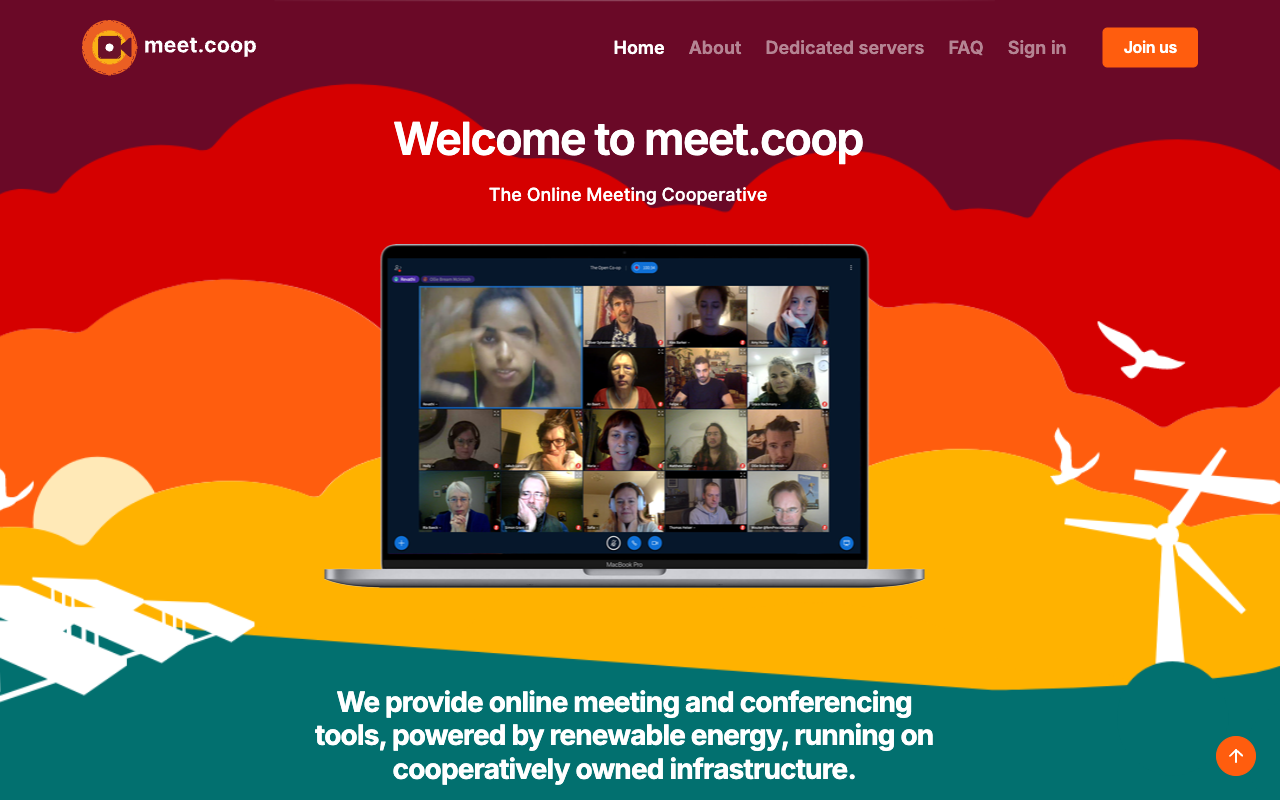 meet.coop
Home
About
Dedicated servers
FAQ
Sign in
Join us
Welcome to meet.coop
The Online Meeting Cooperative
The Open Co-op
MacBook Pro
We provide online meeting and conferencing
tools, powered by renewable energy, running on
cooperatively owned infrastructure.